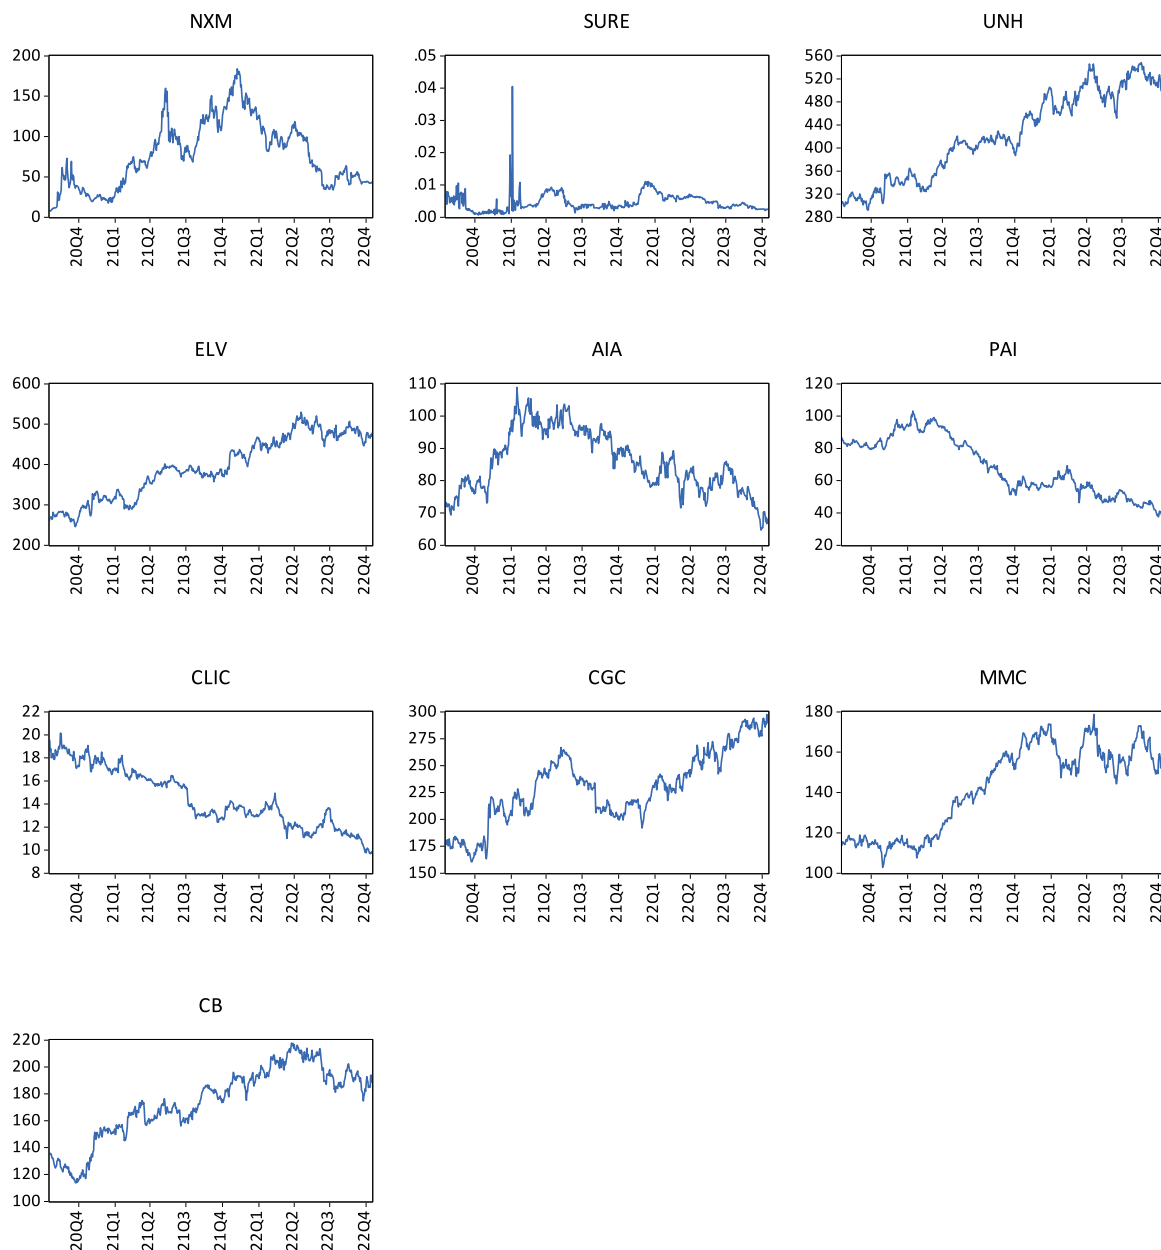 NXM
200
150
100
50
0
20Q4
21Q1
21Q2
21Q3
21Q4
22Q1
22Q2
22Q3
22Q4
SURE
.05
.04
.03
.02
.01
.00
20Q4
21Q1
21Q2
21Q3
21Q4
22Q1
22Q2
22Q3
22Q4
UNH
560
520
480
440
400
360
320
280
20Q4
21Q1
21Q2
21Q3
21Q4
22Q1
22Q2
22Q3
22Q4
ELV
600
500
400
300
200
20Q4
21Q1
21Q2
21Q3
21Q4
22Q1
22Q2
22Q3
22Q4
AIA
110
100
90
80
70
60
20Q4
21Q1
21Q2
21Q3
21Q4
22Q1
22Q2
22Q3
22Q4
PAI
120
100
80
60
40
20
20Q4
21Q1
21Q2
21Q3
21Q4
22Q1
22Q2
22Q3
22Q4
CLIC
22
20
18
16
14
12
10
8
20Q4
21Q1
21Q2
21Q3
21Q4
22Q1
22Q2
22Q3
22Q4
CGC
300
275
250
225
200
175
150
20Q4
21Q1
21Q2
21Q3
21Q4
22Q1
22Q2
22Q3
22Q4
MMC
180
160
140
120
100
20Q4
21Q1
21Q2
21Q3
21Q4
22Q1
22Q2
22Q3
22Q4
CB
220
200
180
160
140
120
100
20Q4
21Q1
21Q2
21Q3
21Q4
22Q1
22Q2
22Q3
22Q4